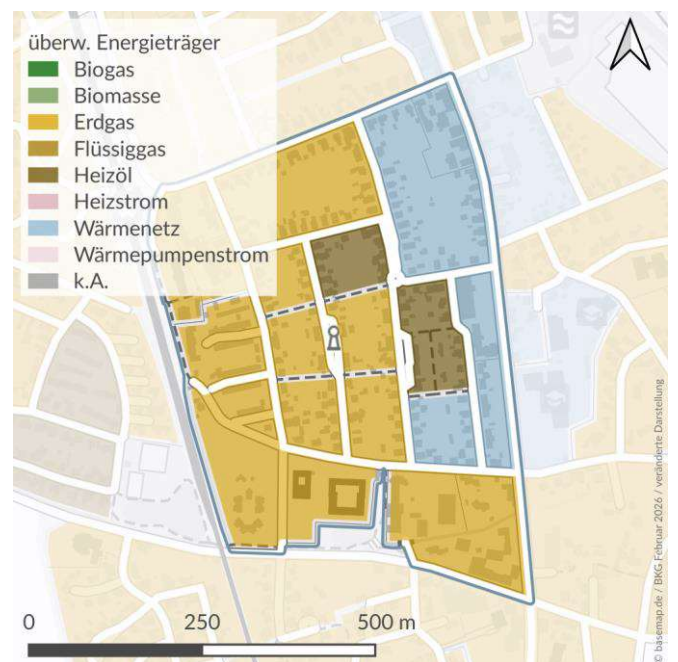 überw. Energieträger
Biogas
Biomasse
Erdgas
Flüssiggas
Heizöl
Heizstrom
Wärmenetz
Wärmepumpenstrom
k.A.
0 250 500 m
© basemap.de / BKG Februar 2026 / veränderte Darstellung